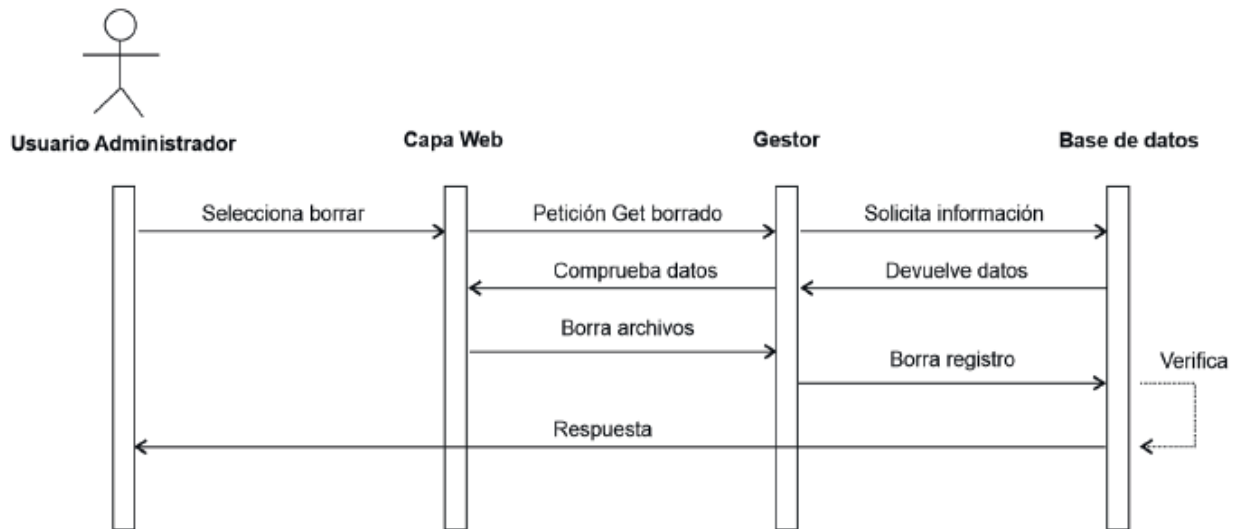 Usuario Administrador
Capa Web
Gestor
Base de datos
Selecciona borrar
Petición Get borrado
Solicita información
Comprueba datos
Devuelve datos
Borra archivos
Borra registro
Verifica
Respuesta